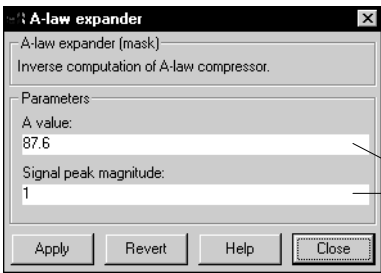 A-law expander
A-law expander (mask)
Inverse computation of A-law compressor.
Parameters
A value:
87.6
Signal peak magnitude:
1
Apply Revert Help Close